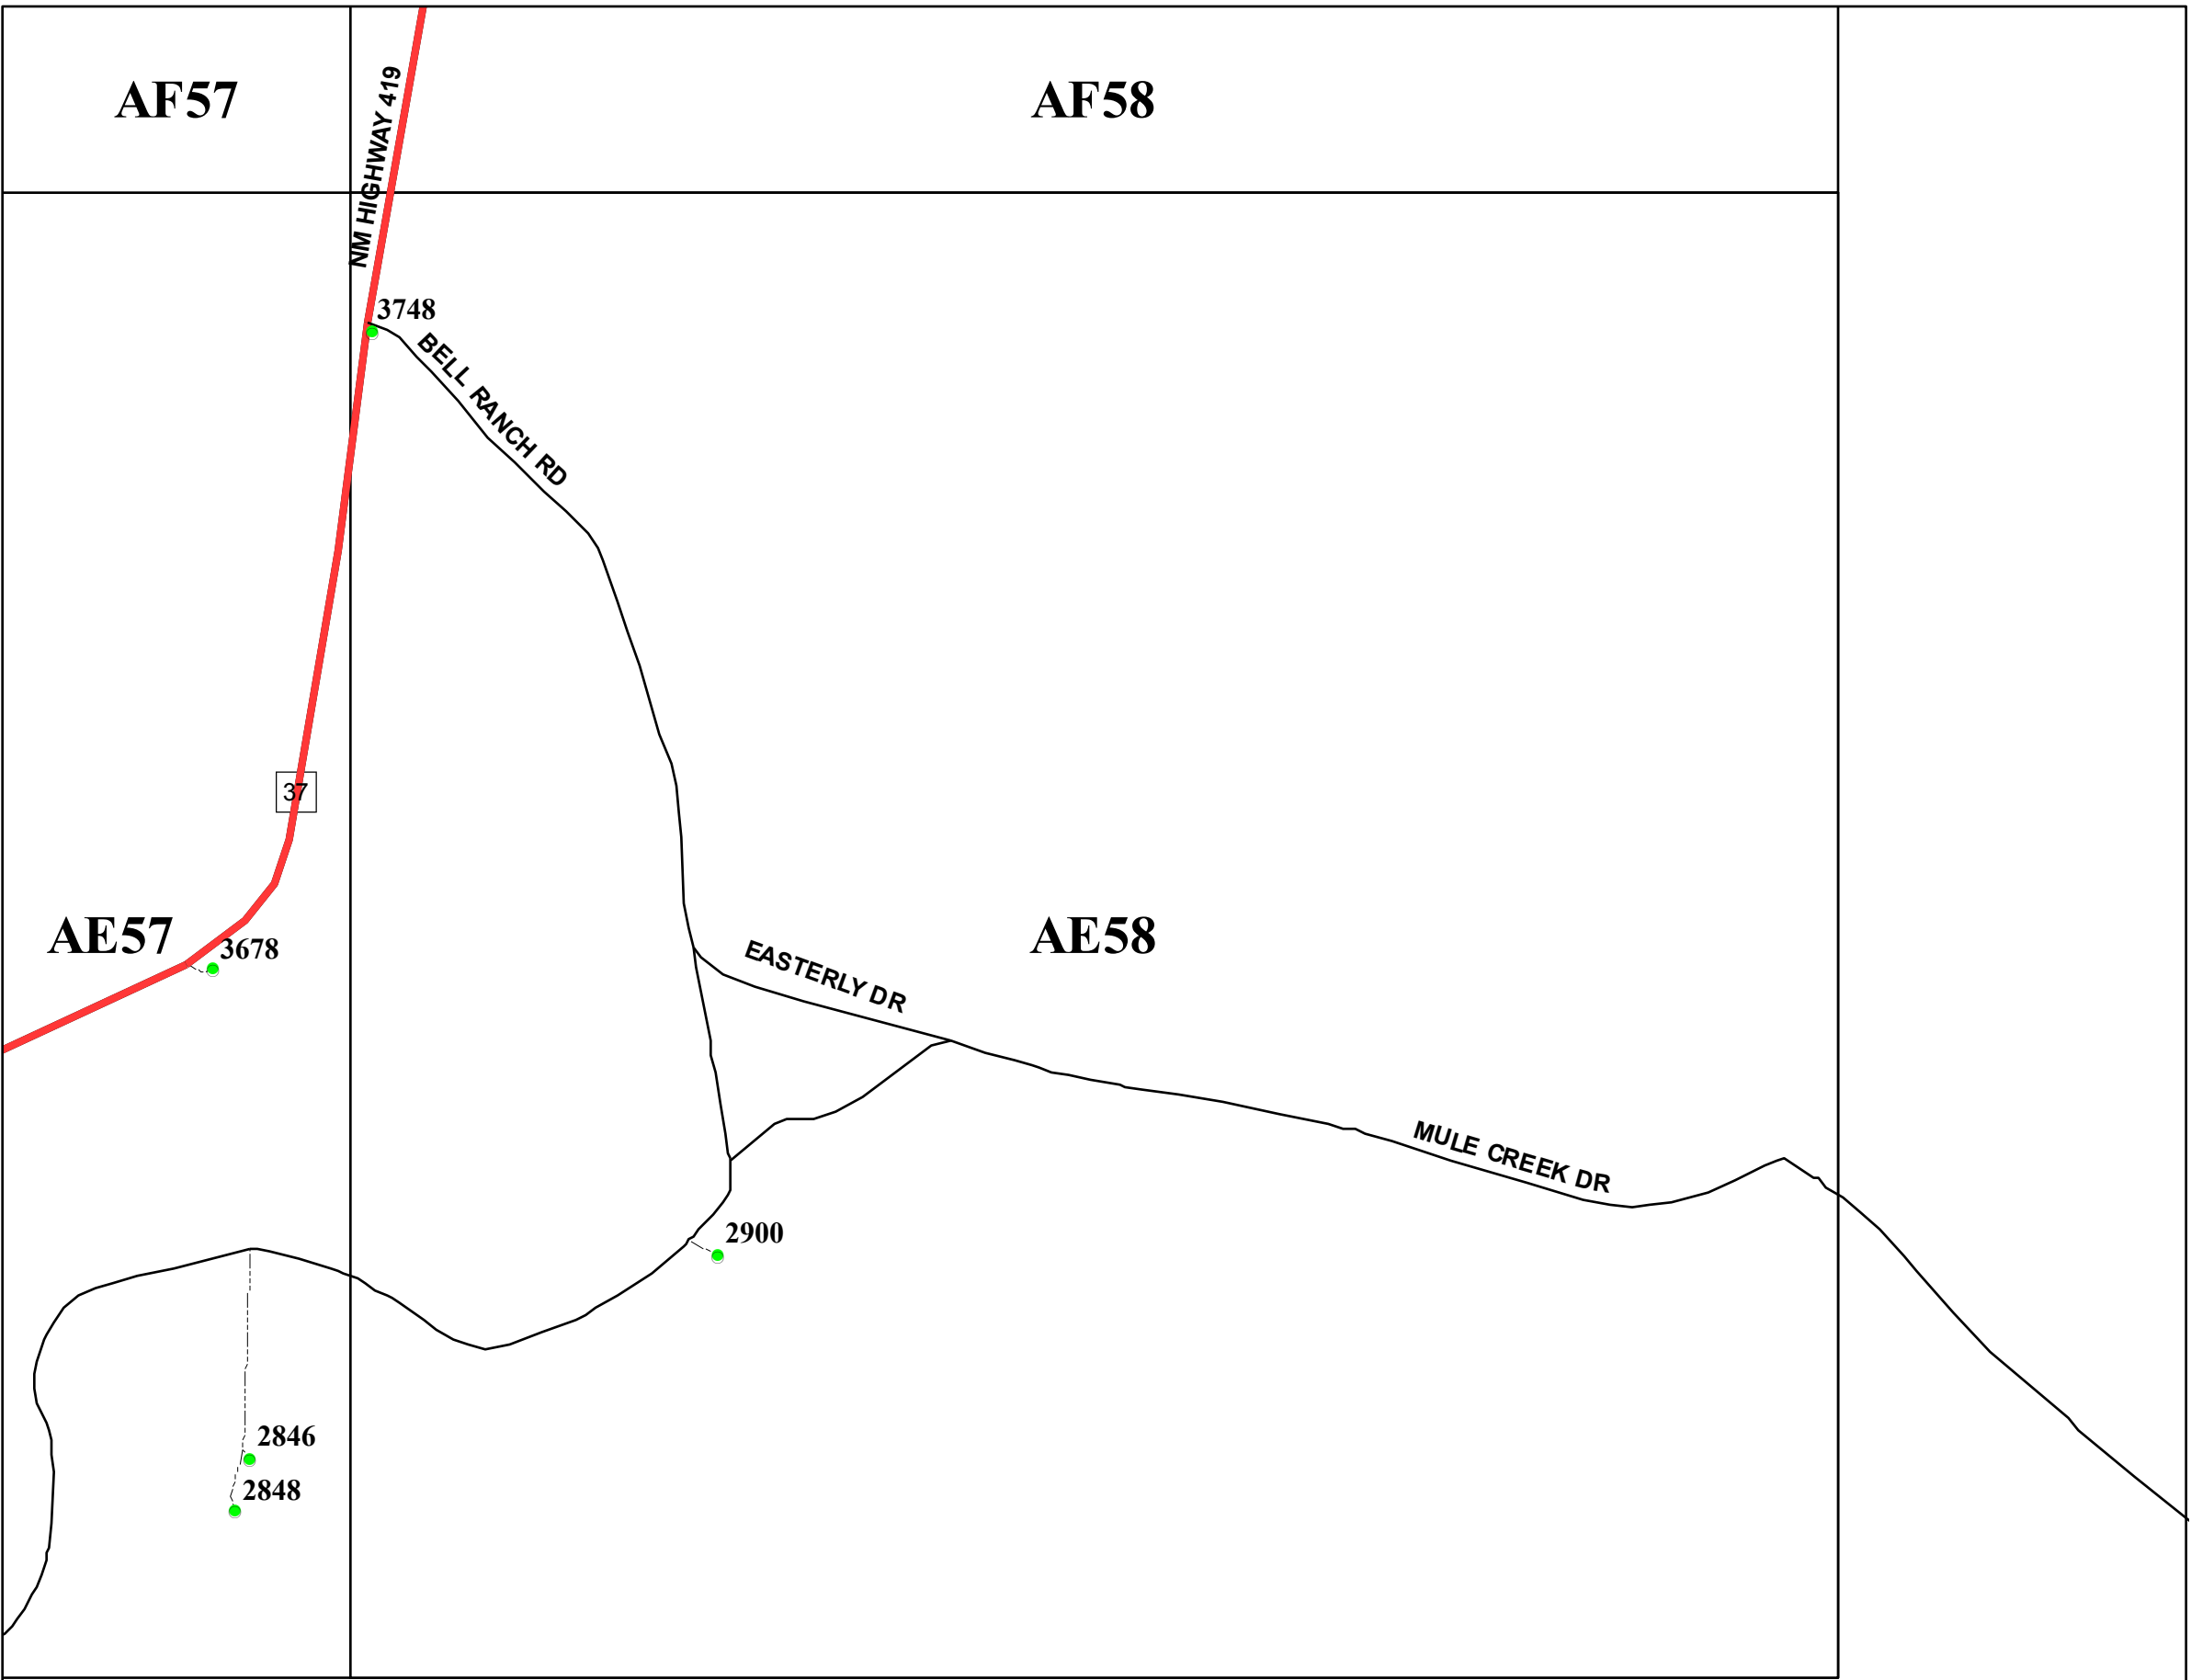 AF57
AF58
NM HIGHWAY 419
3748
BELL RANCH RD
37
AE57
3678
AE58
EASTERLY DR
MULE CREEK DR
2900
2846
2848